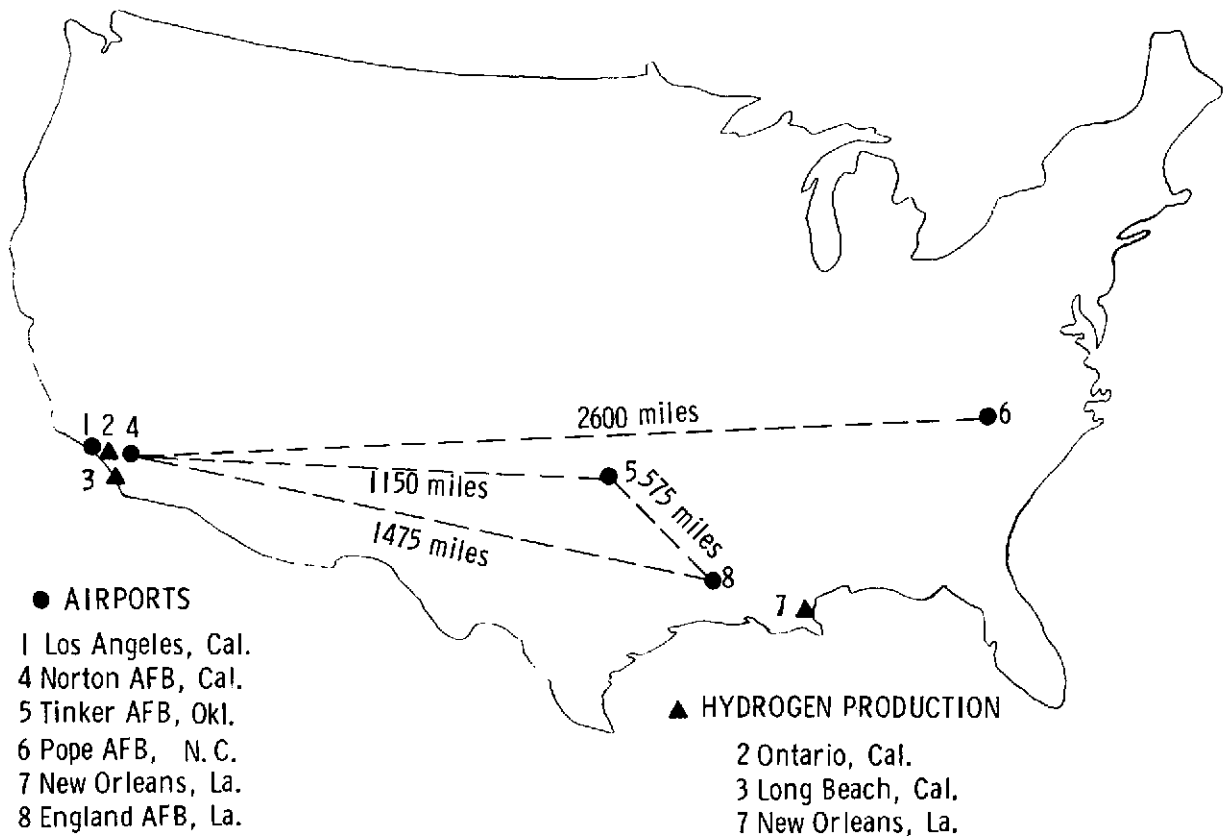 1 2 4
3
2600 miles
6
1150 miles
5
575 miles
1475 miles
8
7
AIRPORTS
1 Los Angeles, Cal.
4 Norton AFB, Cal.
5 Tinker AFB, Okl.
6 Pope AFB, N.C.
7 New Orleans, La.
8 England AFB, La.
HYDROGEN PRODUCTION
2 Ontario, Cal.
3 Long Beach, Cal.
7 New Orleans, La.